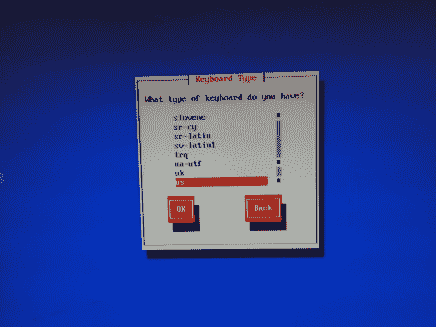 Keyboard Type
What type of keyboard do you have?
slovene
sr-cy
sr-latin
sv-latin1
trq
ua-utf
uk
us
OK
Back